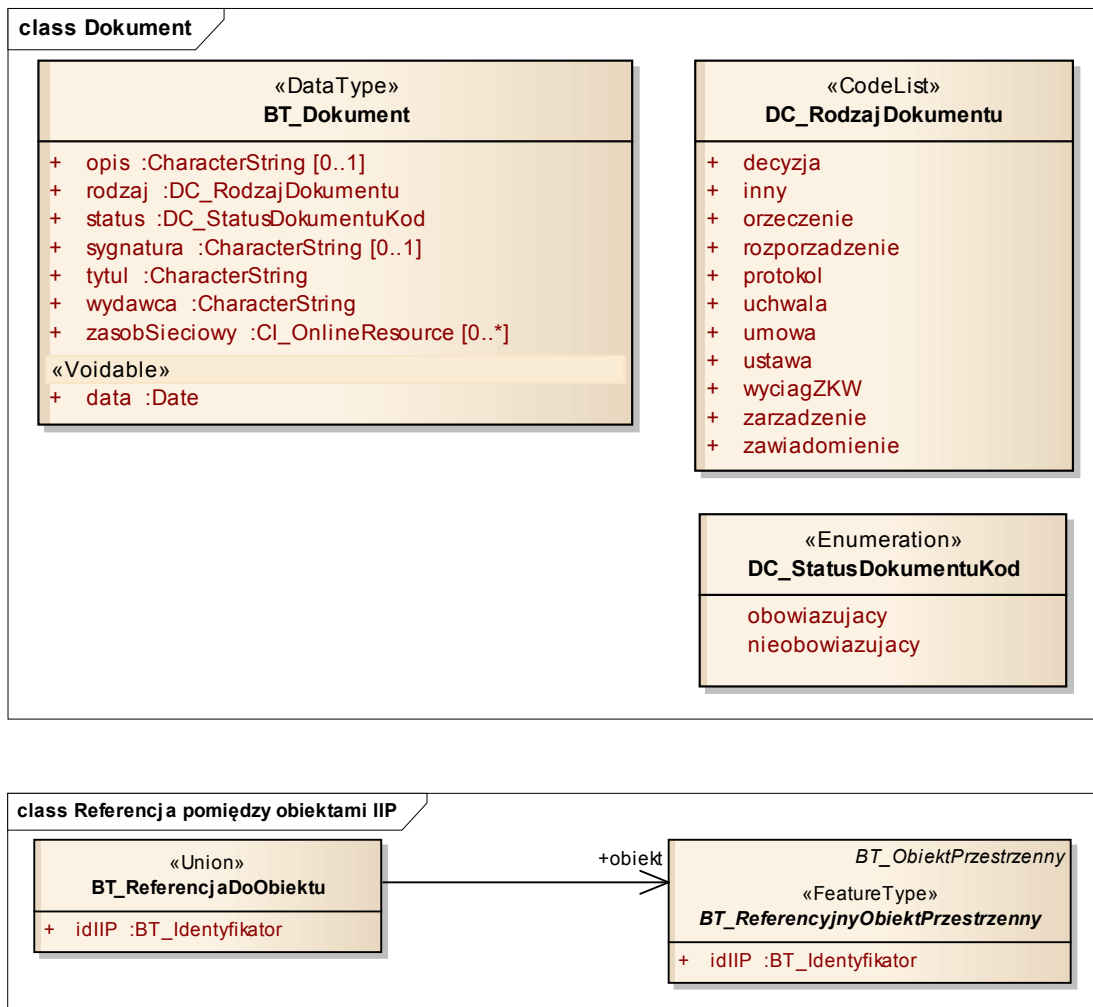 class Dokument
«DataType»
BT_Dokument
+ opis :CharacterString [0..1]
+ rodzaj :DC_RodzajDokumentu
+ status :DC_StatusDokumentuKod
+ sygnatura :CharacterString [0..1]
+ tytul :CharacterString
+ wydawca :CharacterString
+ zasobSieciowy :CI_OnlineResource [0..*]
«Voidable»
+ data :Date
«CodeList»
DC_RodzajDokumentu
+ decyzja
+ inny
+ orzeczenie
+ rozporzadzenie
+ protokol
+ uchwala
+ umowa
+ ustawa
+ wyciagZKW
+ zarzadzenie
+ zawiadomienie
«Enumeration»
DC_StatusDokumentuKod
obowiazujacy
nieobowiazujacy
class Referencja pomiędzy obiektami IIP
«Union»
BT_ReferencjaDoObiektu
+ idIIP :BT_Identyfikator
+obiekt
BT_ObiektPrzestrzenny
«FeatureType»
BT_ReferencyjnyObiektPrzestrzenny
+ idIIP :BT_Identyfikator